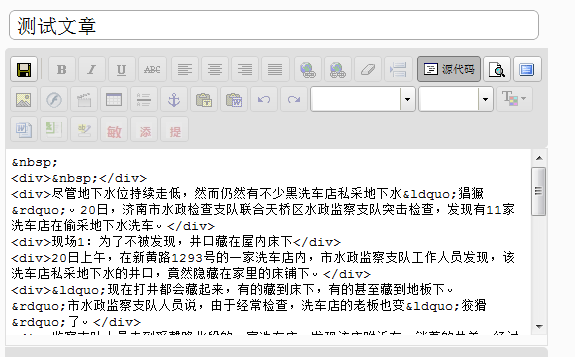 测试文章
B I U ABC 源代码
T
敏 添 提
&nbsp;
<div>&nbsp;</div>
<div>尽管地下水位持续走低，然而仍然有不少黑洗车店私采地下水&ldquo;猖獗
&rdquo;。20日，济南市水政检查支队联合天桥区水政监察支队突击检查，发现有11家
洗车店在偷采地下水洗车。</div>
<div>现场1：为了不被发现，井口藏在屋内床下</div>
<div>20日上午，在新黄路1293号的一家洗车店内，市水政监察支队工作人员发现，该
洗车店私采地下水的井口，竟然隐藏在家里的床铺下。</div>
<div>&ldquo;现在打井都会藏起来，有的藏到床下，有的甚至藏到地板下。
&rdquo;市水政监察支队人员说，由于经常检查，洗车店的老板也变&ldquo;狡猾
&rdquo;了。</div>